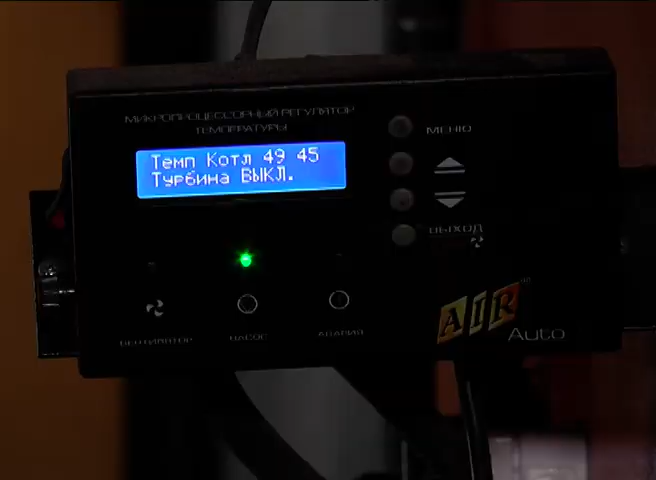 МИКРОПРОЦЕССОРНЫЙ РЕГУЛЯТОР
ТЕМПЕРАТУРЫ
Темп Котл 49 45
Турбина ВЫКЛ.
МЕНЮ
ВЫХОД
ВЕНТИЛЯТОР
НАСОС
АВАРИЯ
AIR
Auto